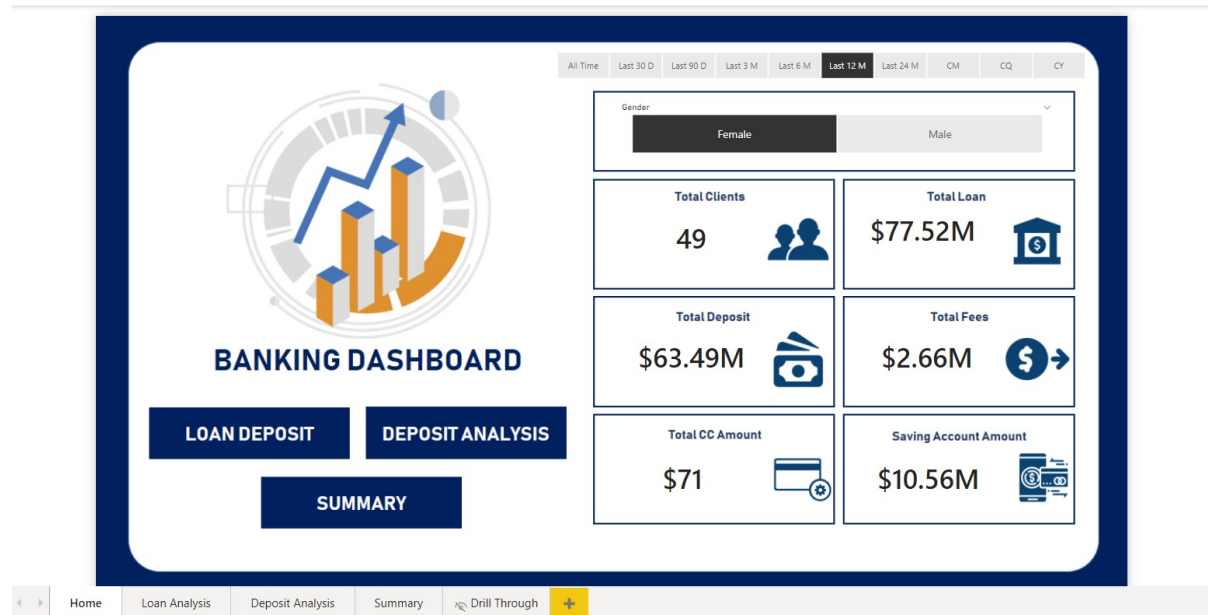 All Time Last 30 D Last 90 D Last 3 M Last 6 M Last 12 M Last 24 M CM CQ CY
Gender
Female Male
Total Clients Total Loan
49 $77.52M
Total Deposit Total Fees
$63.49M $2.66M
BANKING DASHBOARD
LOAN DEPOSIT DEPOSIT ANALYSIS
Total CC Amount Saving Account Amount
$71 $10.56M
SUMMARY
Home Loan Analysis Deposit Analysis Summary Drill Through